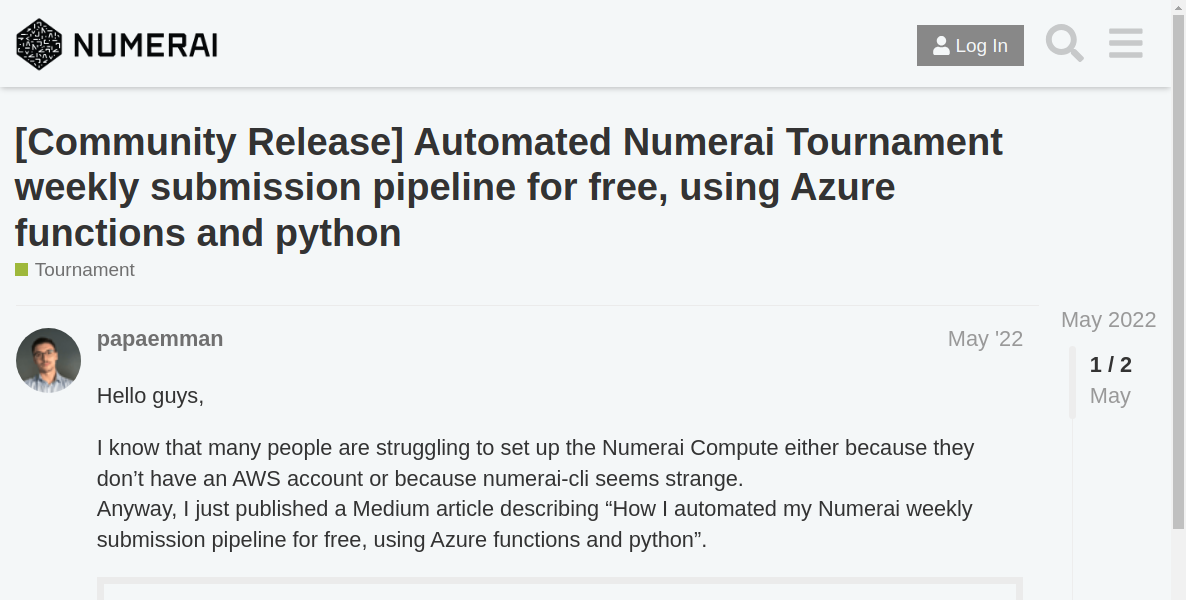 NUMERAI
Log In
[Community Release] Automated Numerai Tournament
weekly submission pipeline for free, using Azure
functions and python
Tournament
papaemman
May '22
May 2022
1 / 2
May
Hello guys,
I know that many people are struggling to set up the Numerai Compute either because they
don’t have an AWS account or because numerai-cli seems strange.
Anyway, I just published a Medium article describing “How I automated my Numerai weekly
submission pipeline for free, using Azure functions and python”.